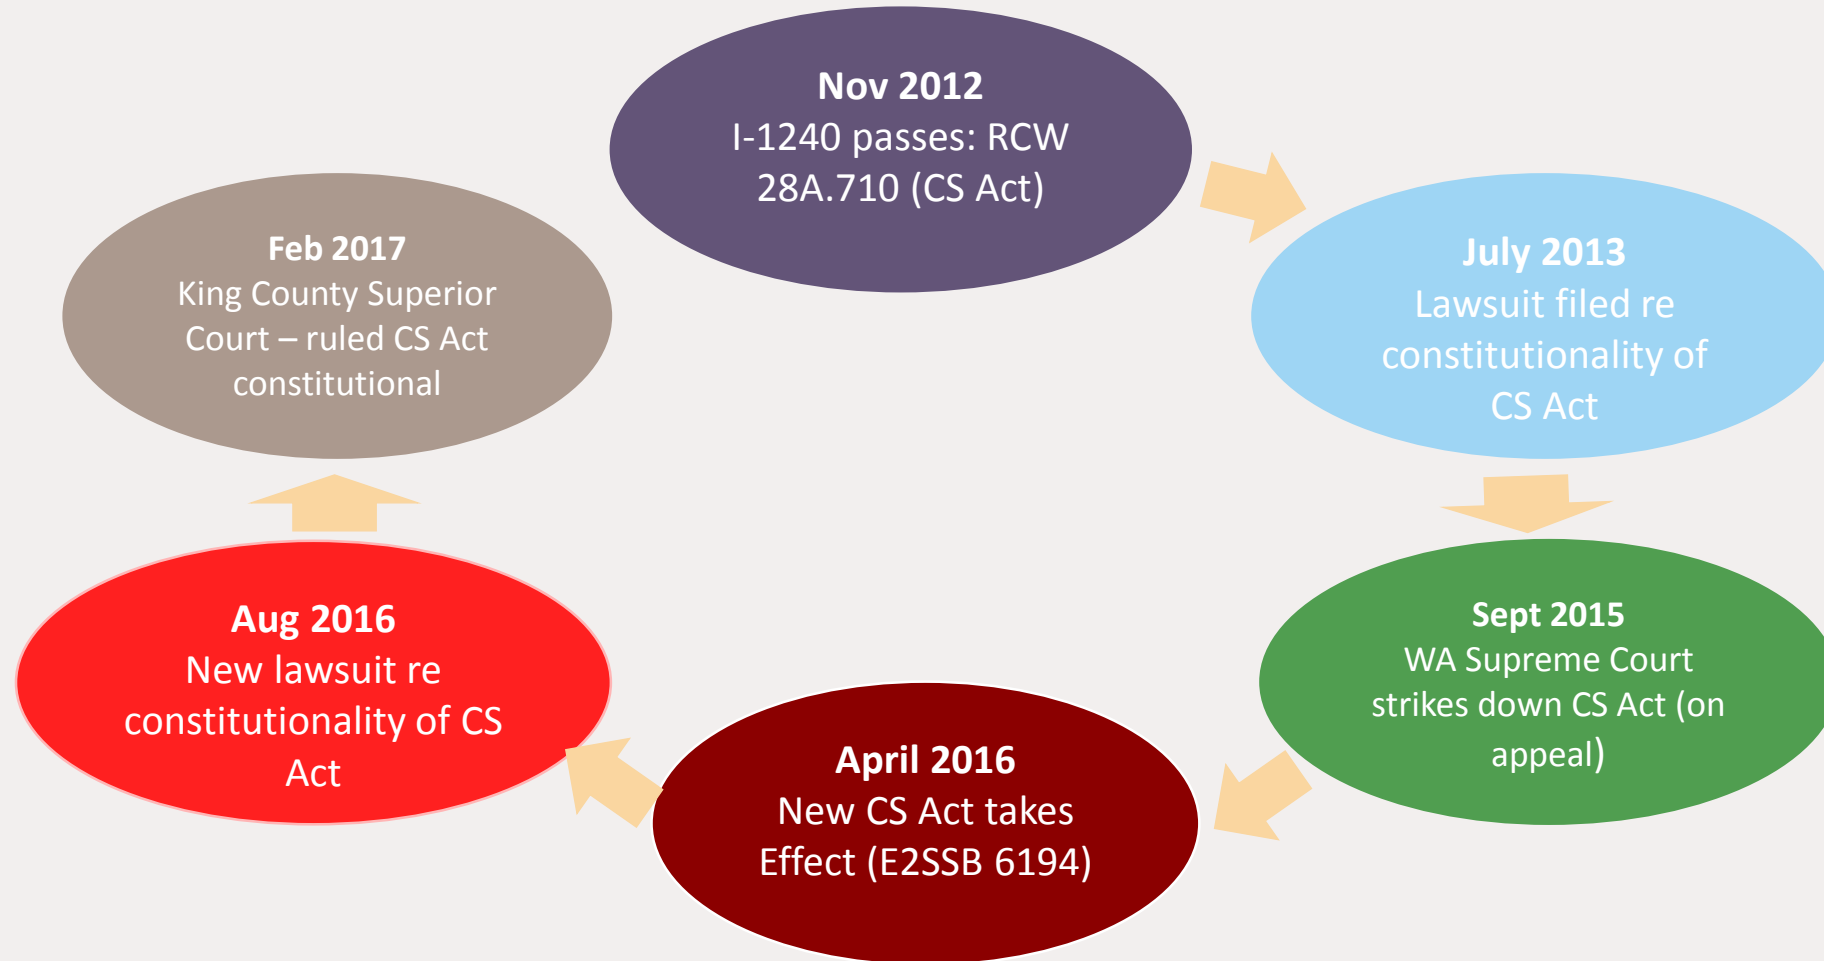 Nov 2012
I-1240 passes: RCW
28A.710 (CS Act)
July 2013
Lawsuit filed re
constitutionality of
CS Act
Sept 2015
WA Supreme Court
strikes down CS Act (on
appeal)
April 2016
New CS Act takes
Effect (E2SSB 6194)
Aug 2016
New lawsuit re
constitutionality of CS
Act
Feb 2017
King County Superior
Court – ruled CS Act
constitutional